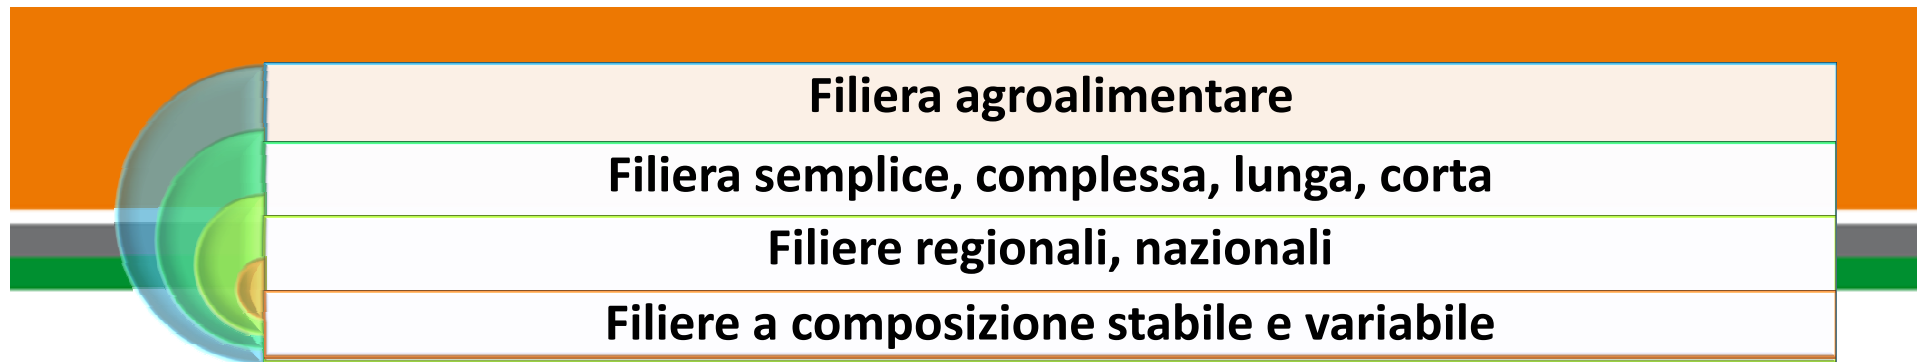 Filiera agroalimentare
Filiera semplice, complessa, lunga, corta
Filiere regionali, nazionali
Filiere a composizione stabile e variabile